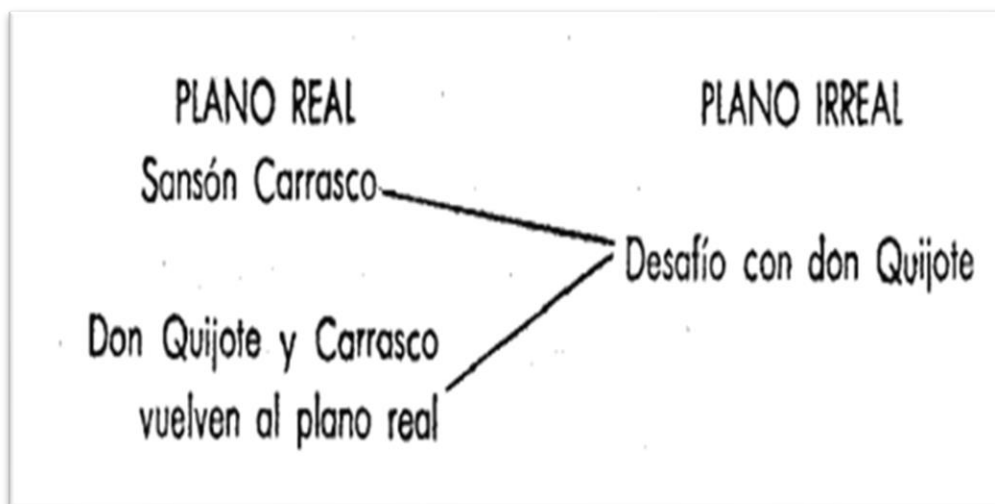 PLANO REAL
PLANO IRREAL
Sansón Carrasco
Desafío con don Quijote
Don Quijote y Carrasco
vuelven al plano real